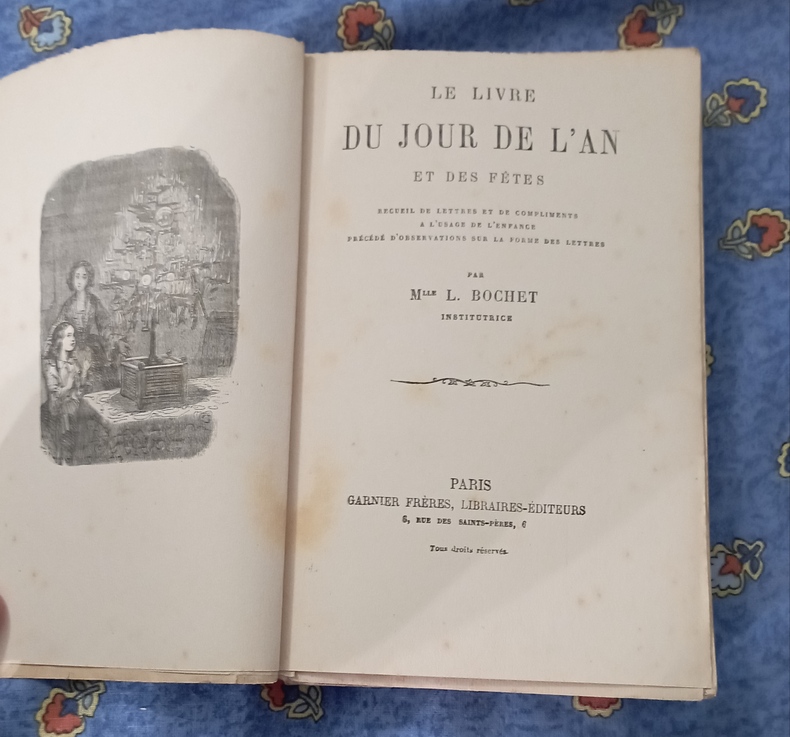 LE LIVRE
DU JOUR DE L'AN
ET DES FÊTES
RECUEIL DE LETTRES ET DE COMPLIMENTS
A L'USAGE DE L'ENFANCE
PRÉCÉDÉ D'OBSERVATIONS SUR LA FORME DES LETTRES
PAR
MLLE L. BOCHET
INSTITUTRICE
PARIS
GARNIER FRÈRES, LIBRAIRES-ÉDITEURS
6, RUE DES SAINTS-PÈRES, 6
Tous droits réservés.